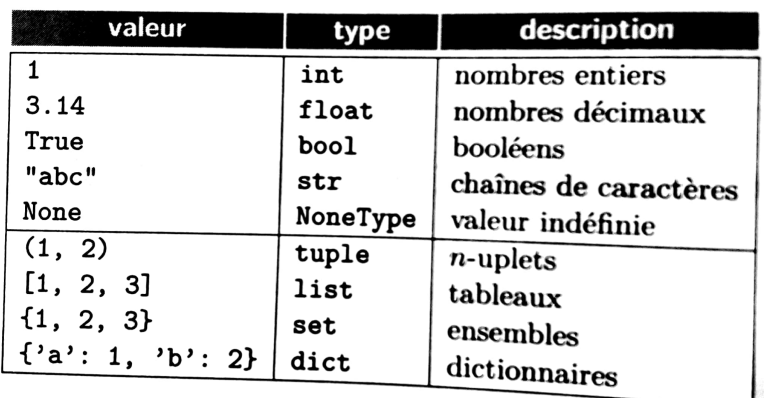 valeur type description
1 int nombres entiers
3.14 float nombres décimaux
True bool booléens
"abc" str chaînes de caractères
None NoneType valeur indéfinie
(1, 2) tuple n-uplets
[1, 2, 3] list tableaux
{1, 2, 3} set ensembles
{’a’: 1, ’b’: 2} dict dictionnaires